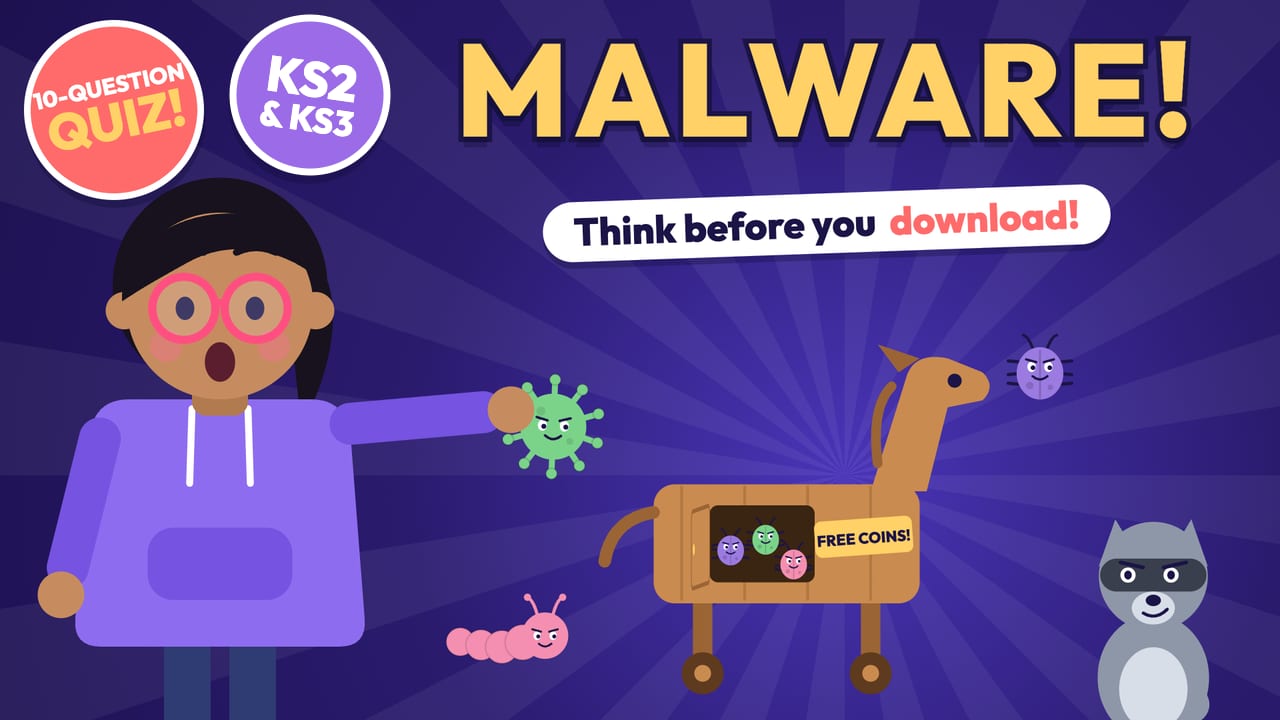 10-QUESTION
QUIZ!
KS2
& KS3
MALWARE!
Think before you download!
FREE COINS!